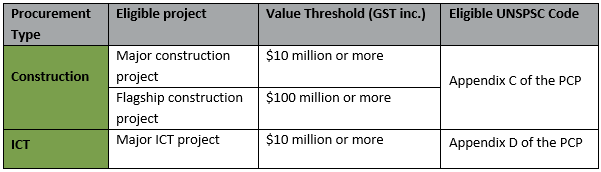 Procurement Type Eligible project Value Threshold (GST inc.) Eligible UNSPSC Code
Construction Major construction project $10 million or more Appendix C of the PCP
Flagship construction project $100 million or more
ICT Major ICT project $10 million or more Appendix D of the PCP